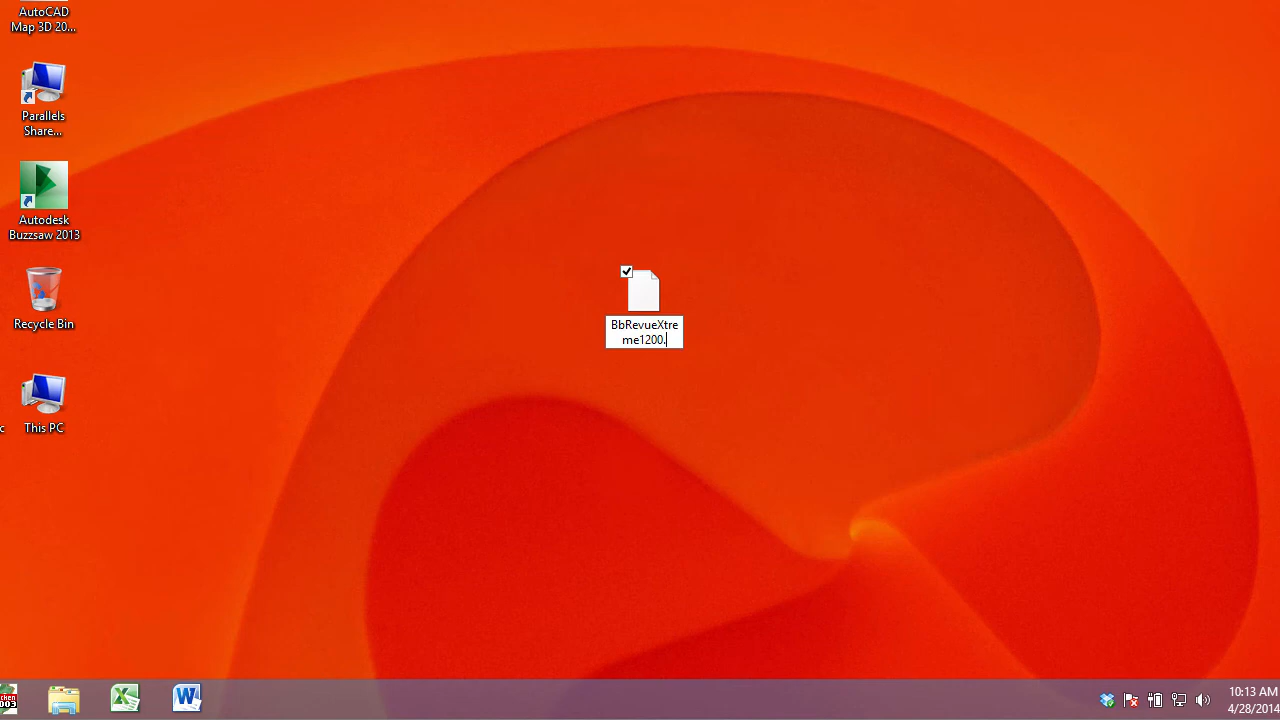 AutoCAD
Map 3D 20...
Parallels
Share...
Autodesk
Buzzsaw 2013
Recycle Bin
c
This PC
BbRevueXtre
me1200.
10:13 AM
4/28/2014